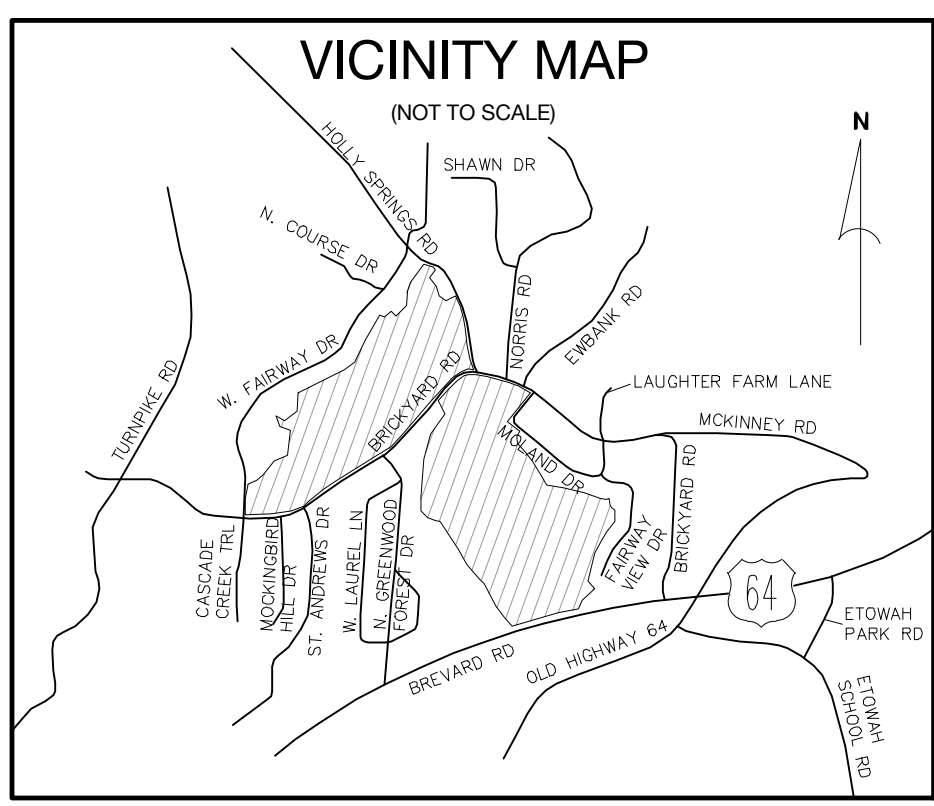 VICINITY MAP
(NOT TO SCALE)
N
HOLLY SPRINGS RD
SHAWN DR
N. COURSE DR
NORRIS RD
EWBANK RD
W. FAIRWAY DR
TURNPIKE RD
BRICKYARD RD
LAUGHTER FARM LANE
MCKINNEY RD
MOLAND DR
BRICKYARD RD
FAIRWAY
VIEW DR
CASCADE
CREEK TRL
MOCKINGBIRD
HILL DR
ST. ANDREWS DR
W. LAUREL LN
N. GREENWOOD
FOREST DR
64
ETOWAH
PARK RD
BREVARD RD
OLD HIGHWAY 64
ETOWAH
SCHOOL RD